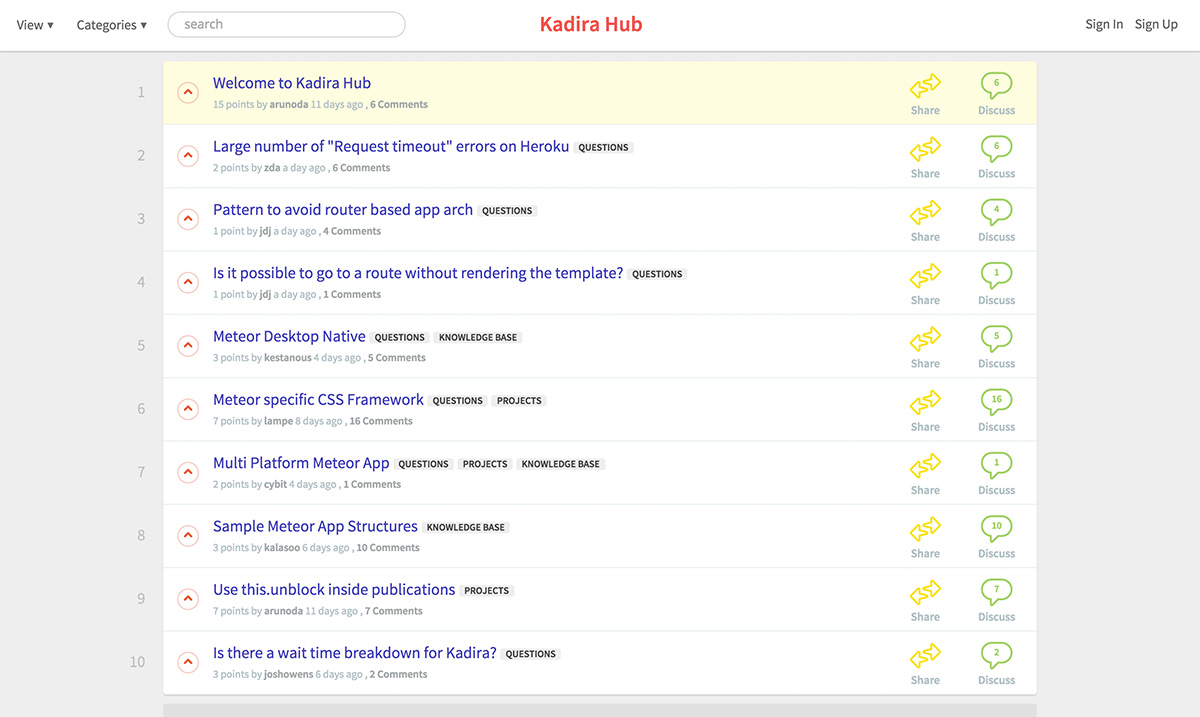 View ▾ Categories ▾ search Kadira Hub Sign In Sign Up
1 Welcome to Kadira Hub 6
15 points by arunoda 11 days ago , 6 Comments Share Discuss
2 Large number of "Request timeout" errors on Heroku QUESTIONS 6
2 points by zda a day ago , 6 Comments Share Discuss
3 Pattern to avoid router based app arch QUESTIONS 4
1 point by jdj a day ago , 4 Comments Share Discuss
4 Is it possible to go to a route without rendering the template? QUESTIONS 1
1 point by jdj a day ago , 1 Comments Share Discuss
5 Meteor Desktop Native QUESTIONS KNOWLEDGE BASE 5
3 points by kestanous 4 days ago , 5 Comments Share Discuss
6 Meteor specific CSS Framework QUESTIONS PROJECTS 16
7 points by lampe 8 days ago , 16 Comments Share Discuss
7 Multi Platform Meteor App QUESTIONS PROJECTS KNOWLEDGE BASE 1
2 points by cybit 4 days ago , 1 Comments Share Discuss
8 Sample Meteor App Structures KNOWLEDGE BASE 10
3 points by kalasoo 6 days ago , 10 Comments Share Discuss
9 Use this.unblock inside publications PROJECTS 7
7 points by arunoda 11 days ago , 7 Comments Share Discuss
10 Is there a wait time breakdown for Kadira? QUESTIONS 2
3 points by joshowens 6 days ago , 2 Comments Share Discuss